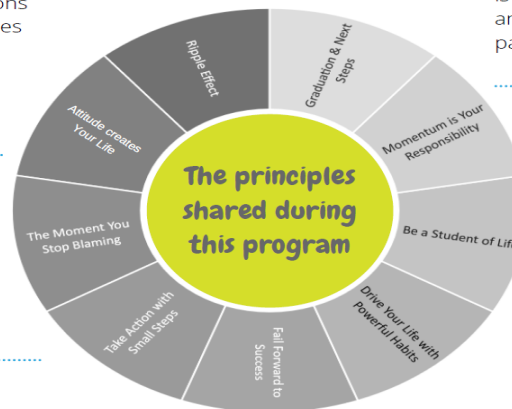 ons
es
The principles
shared during
this program
Graduation & Next
Steps
Momentum is Your
Responsibility
Be a Student of Lif
Drive Your Life with
Powerful Habits
Fail Forward to
Success
Take Action with
Small Steps
The Moment You
Stop Blaming
Attitude creates
Your Life
Ripple Effect
pa